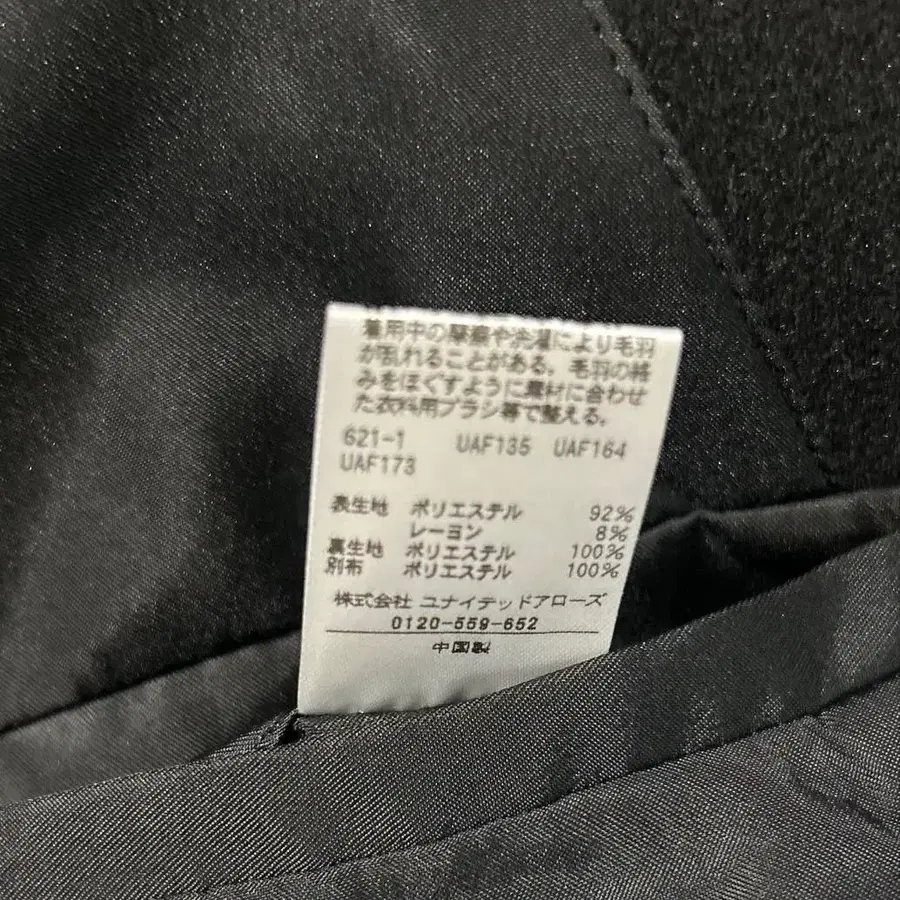 着用中の摩擦や洗濯により毛羽
が乱れることがある。毛羽の絡
みをほぐすように素材に合わせ
た衣料用ブラシ等で整える。
621-1 UAF135 UAF164
UAF173
表生地 ポリエステル 92%
レーヨン 8%
裏生地 ポリエステル 100%
別布 ポリエステル 100%
株式会社 ユナイテッドアローズ
0120-559-652
中国製